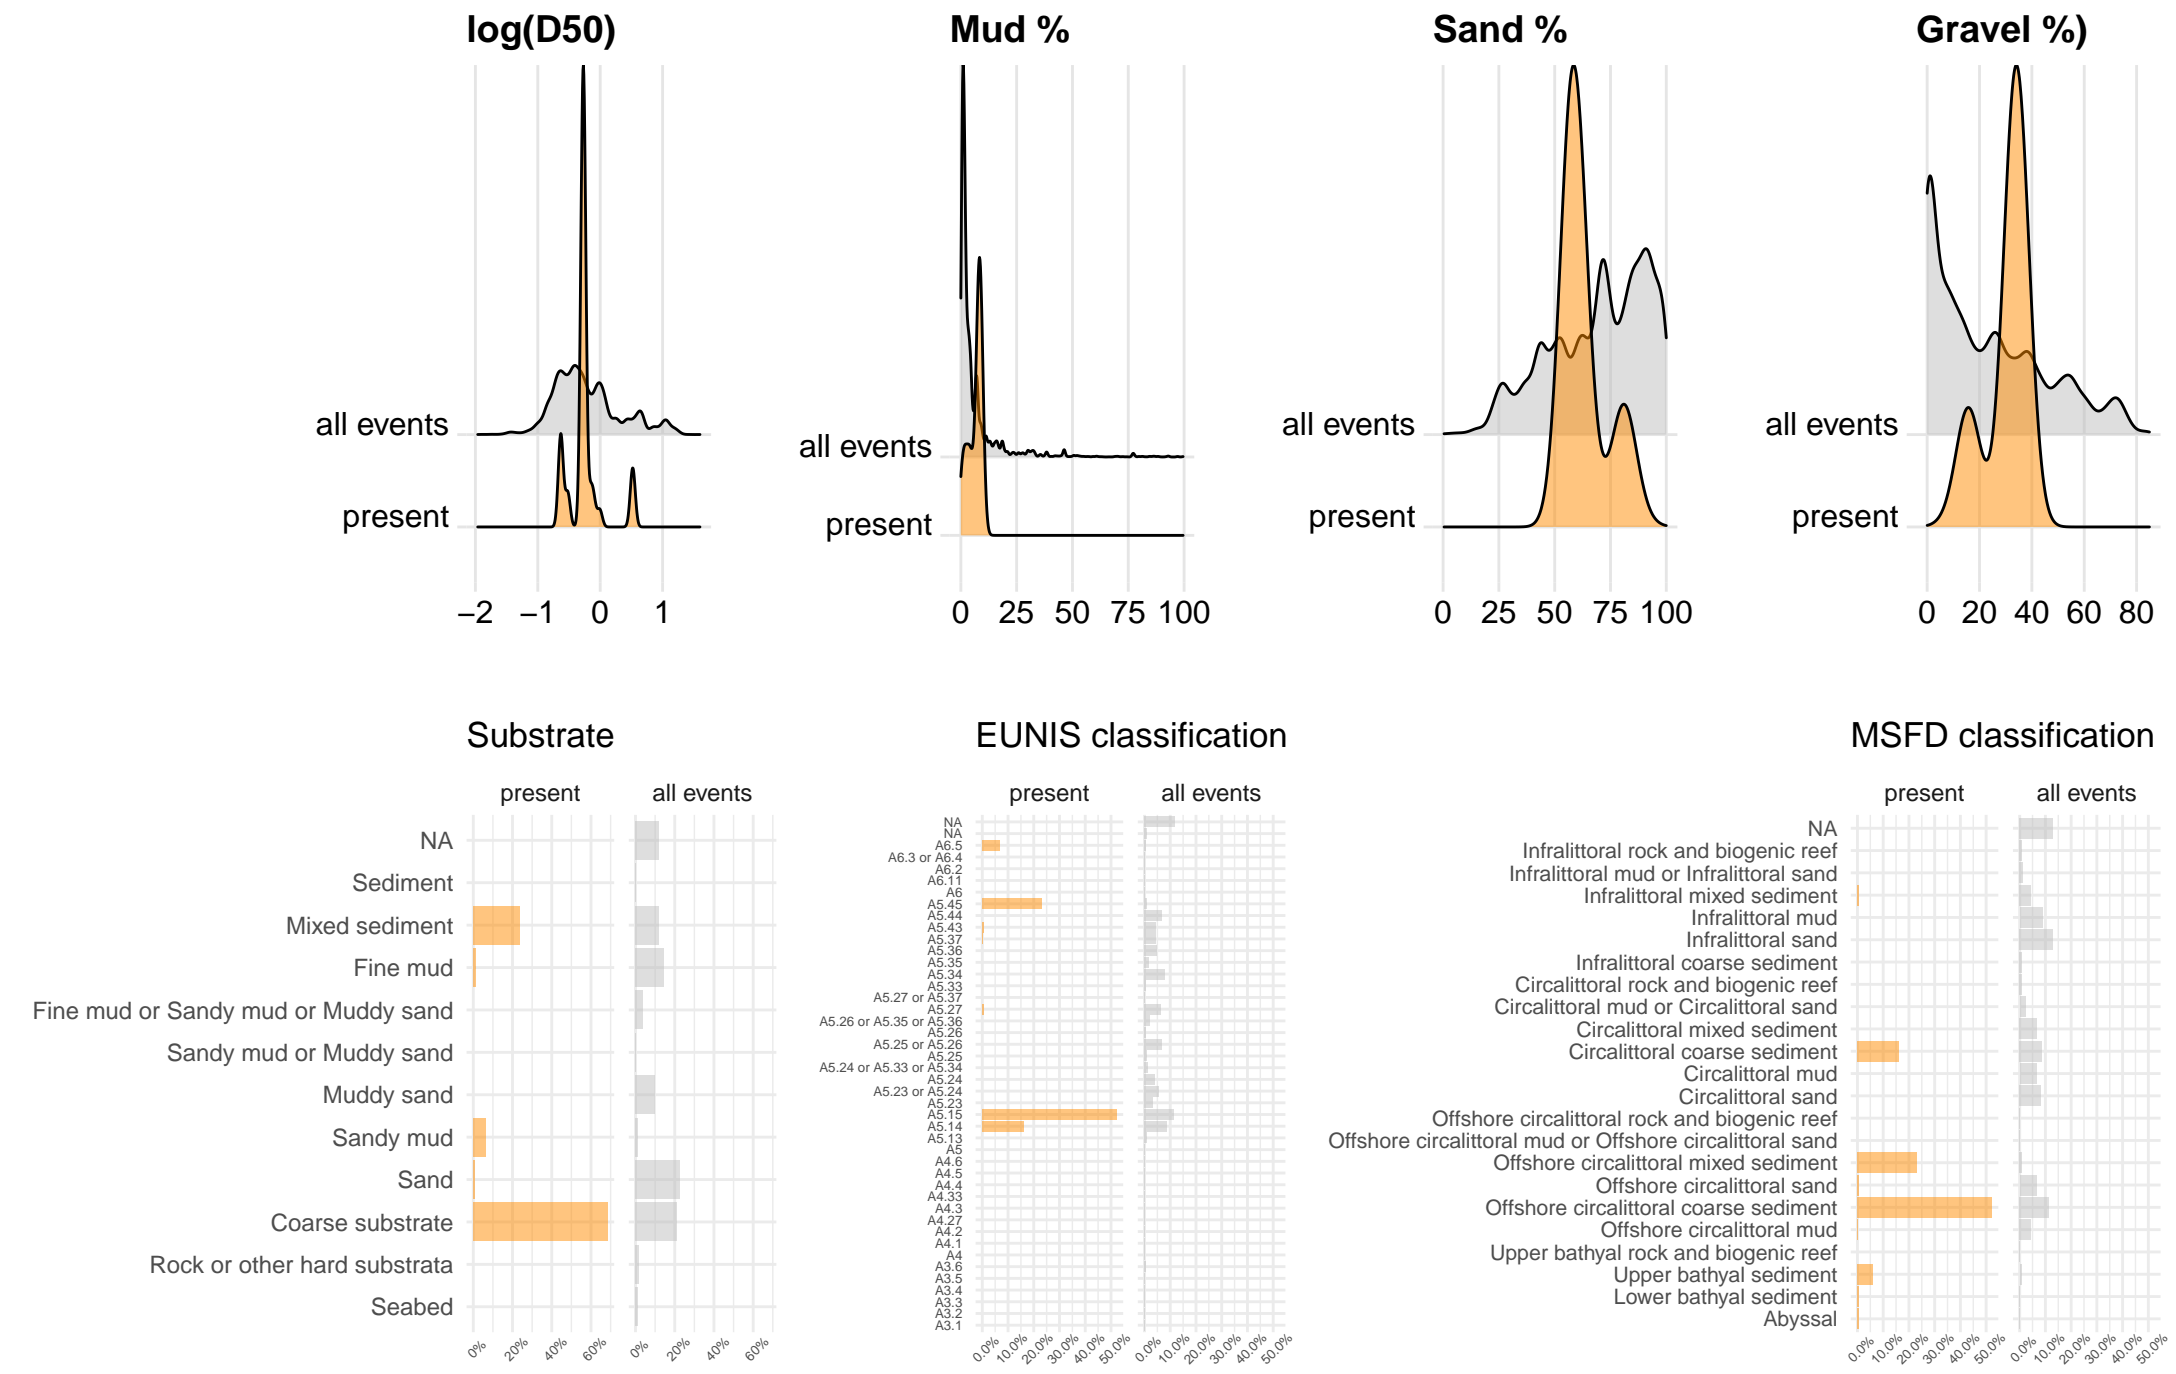 log(D50)
Mud %
Sand %
Gravel %)
all events
present
−2 −1 0 1
all events
present
0 25 50 75 100
all events
present
0 25 50 75 100
all events
present
0 20 40 60 80
Substrate
present all events
NA
Sediment
Mixed sediment
Fine mud
Fine mud or Sandy mud or Muddy sand
Sandy mud or Muddy sand
Muddy sand
Sandy mud
Sand
Coarse substrate
Rock or other hard substrata
Seabed
0% 20% 40% 60% 0% 20% 40% 60%
EUNIS classification
present all events
NA
NA
A6.5
A6.3 or A6.4
A6.2
A6.11
A6
A5.45
A5.44
A5.43
A5.37
A5.36
A5.35
A5.34
A5.33
A5.27 or A5.37
A5.27
A5.26 or A5.35 or A5.36
A5.26
A5.25 or A5.26
A5.25
A5.24 or A5.33 or A5.34
A5.24
A5.23 or A5.24
A5.23
A5.15
A5.14
A5.13
A5
A4.6
A4.5
A4.4
A4.33
A4.3
A4.27
A4.2
A4.1
A4
A3.6
A3.5
A3.4
A3.3
A3.2
A3.1
0.0% 10.0% 20.0% 30.0% 40.0% 50.0% 0.0% 10.0% 20.0% 30.0% 40.0% 50.0%
MSFD classification
present all events
NA
Infralittoral rock and biogenic reef
Infralittoral mud or Infralittoral sand
Infralittoral mixed sediment
Infralittoral mud
Infralittoral sand
Infralittoral coarse sediment
Circalittoral rock and biogenic reef
Circalittoral mud or Circalittoral sand
Circalittoral mixed sediment
Circalittoral coarse sediment
Circalittoral mud
Circalittoral sand
Offshore circalittoral rock and biogenic reef
Offshore circalittoral mud or Offshore circalittoral sand
Offshore circalittoral mixed sediment
Offshore circalittoral sand
Offshore circalittoral coarse sediment
Offshore circalittoral mud
Upper bathyal rock and biogenic reef
Upper bathyal sediment
Lower bathyal sediment
Abyssal
0.0% 10.0% 20.0% 30.0% 40.0% 50.0% 0.0% 10.0% 20.0% 30.0% 40.0% 50.0%